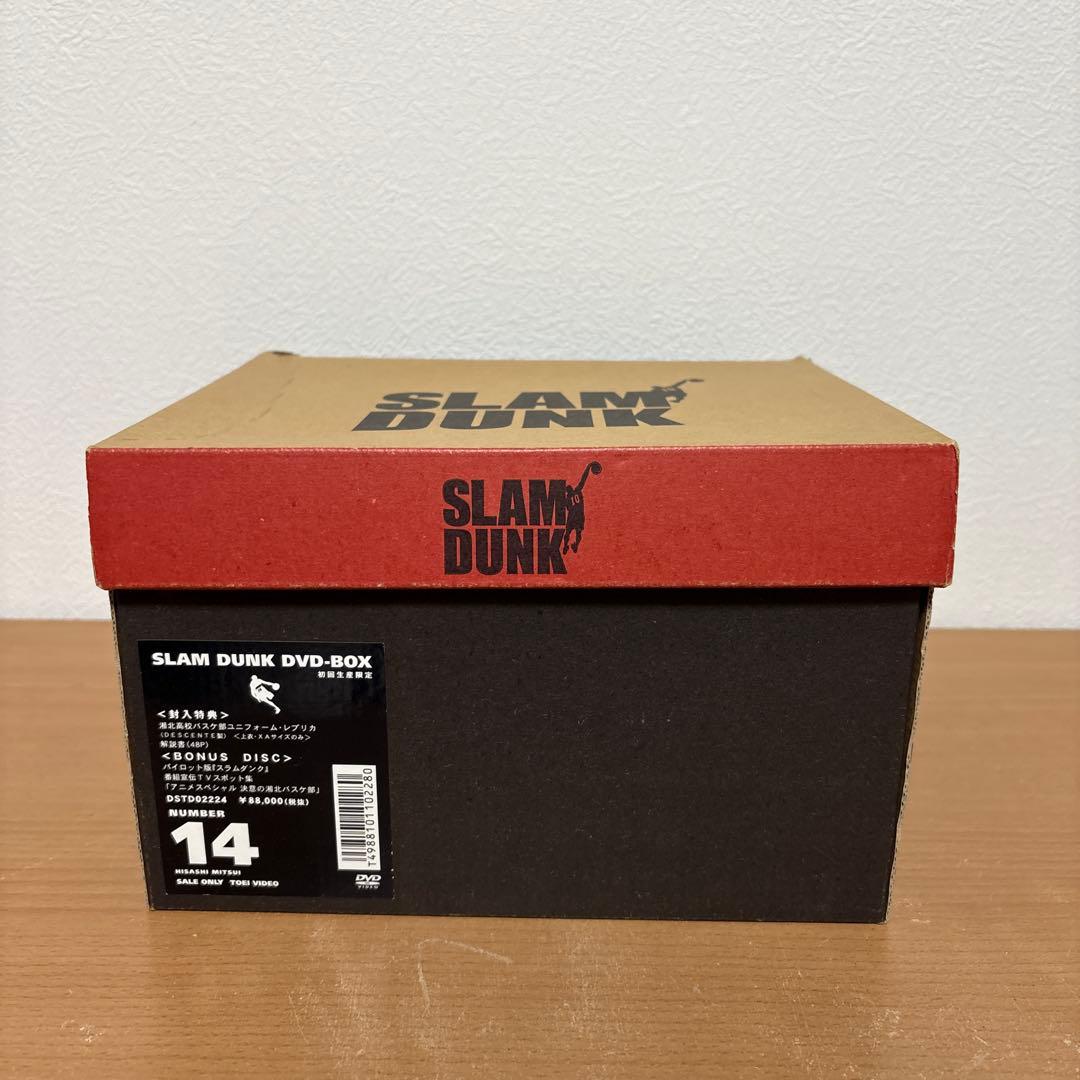 SLAM
DUNK
SLAM
10
DUNK
SLAM DUNK DVD-BOX
初回生産限定
＜封入特典＞
湘北高校バスケ部ユニフォーム・レプリカ
(DESCENTE製) ＜上衣・XAサイズのみ＞
解説書(48P)
＜BONUS DISC＞
パイロット版『スラムダンク』
番組宣伝TVスポット集
「アニメスペシャル 決意の湘北バスケ部」
DSTD02224 ¥88,000(税抜)
NUMBER
14
HISASHI MITSUI
SALE ONLY TOEI VIDEO
T4988101102280
DVD
VIDEO